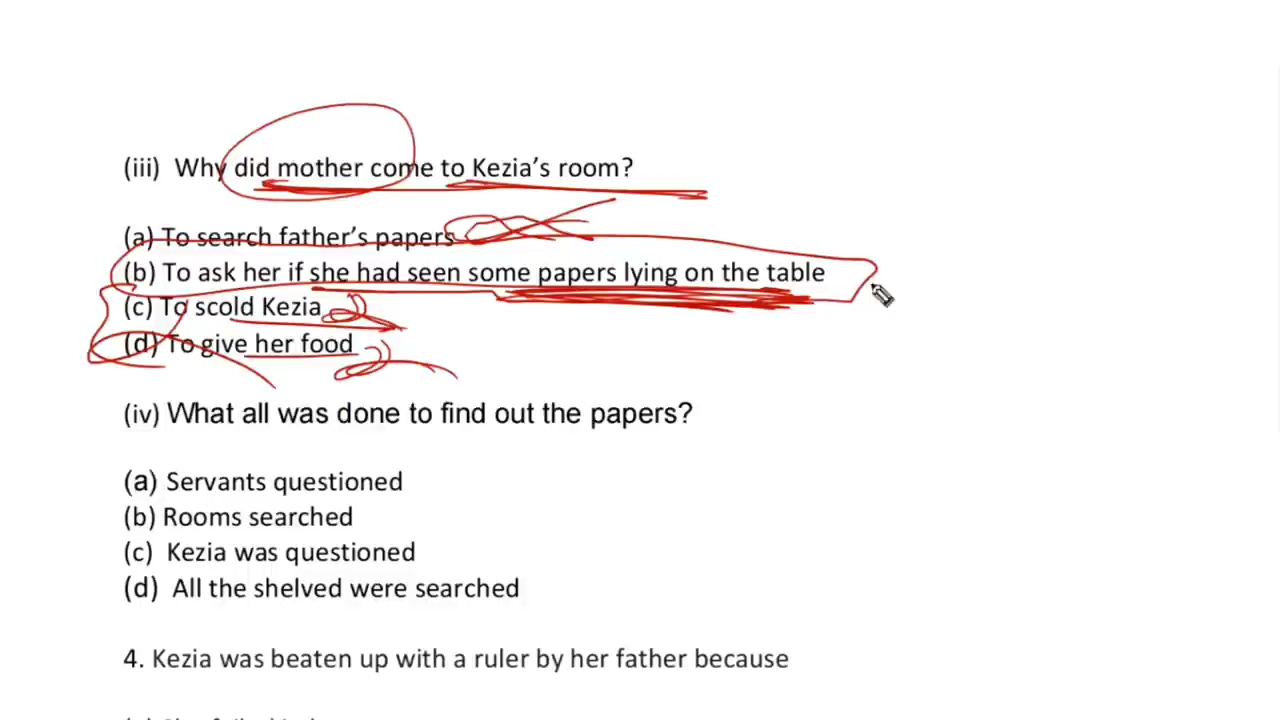 (iii) Why did mother come to Kezia's room?
(a) To search father's papers
(b) To ask her if she had seen some papers lying on the table
(c) To scold Kezia
(d) To give her food
(iv) What all was done to find out the papers?
(a) Servants questioned
(b) Rooms searched
(c) Kezia was questioned
(d) All the shelved were searched
4. Kezia was beaten up with a ruler by her father because